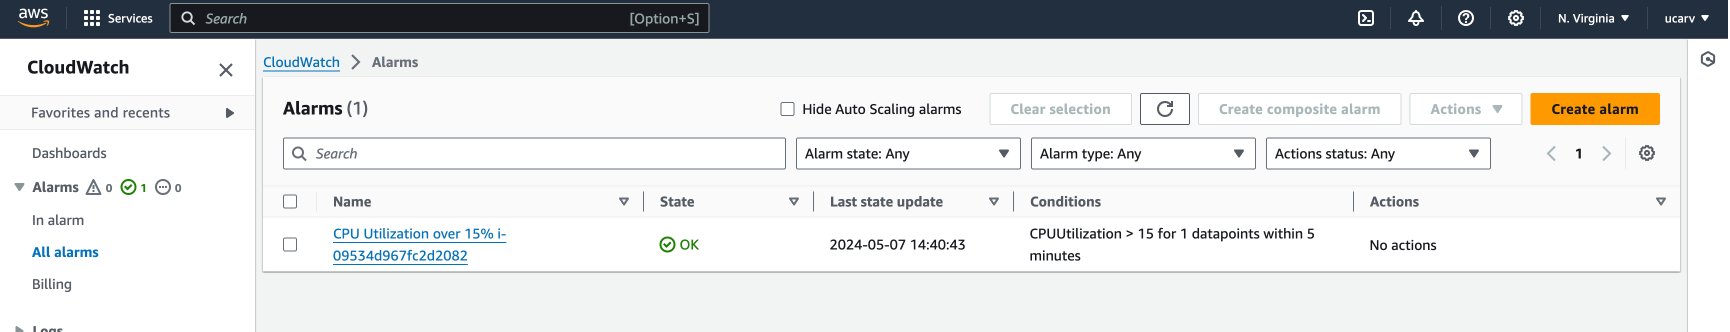 aws Services Search [Option+S] N. Virginia ucarv
CloudWatch
Favorites and recents
Dashboards
Alarms 0 1 0
In alarm
All alarms
Billing
Logs
CloudWatch > Alarms
Alarms (1) Hide Auto Scaling alarms Clear selection Create composite alarm Actions Create alarm
Search Alarm state: Any Alarm type: Any Actions status: Any 1
Name State Last state update Conditions Actions
CPU Utilization over 15% i-
09534d967fc2d2082
OK
2024-05-07 14:40:43
CPUUtilization > 15 for 1 datapoints within 5
minutes
No actions